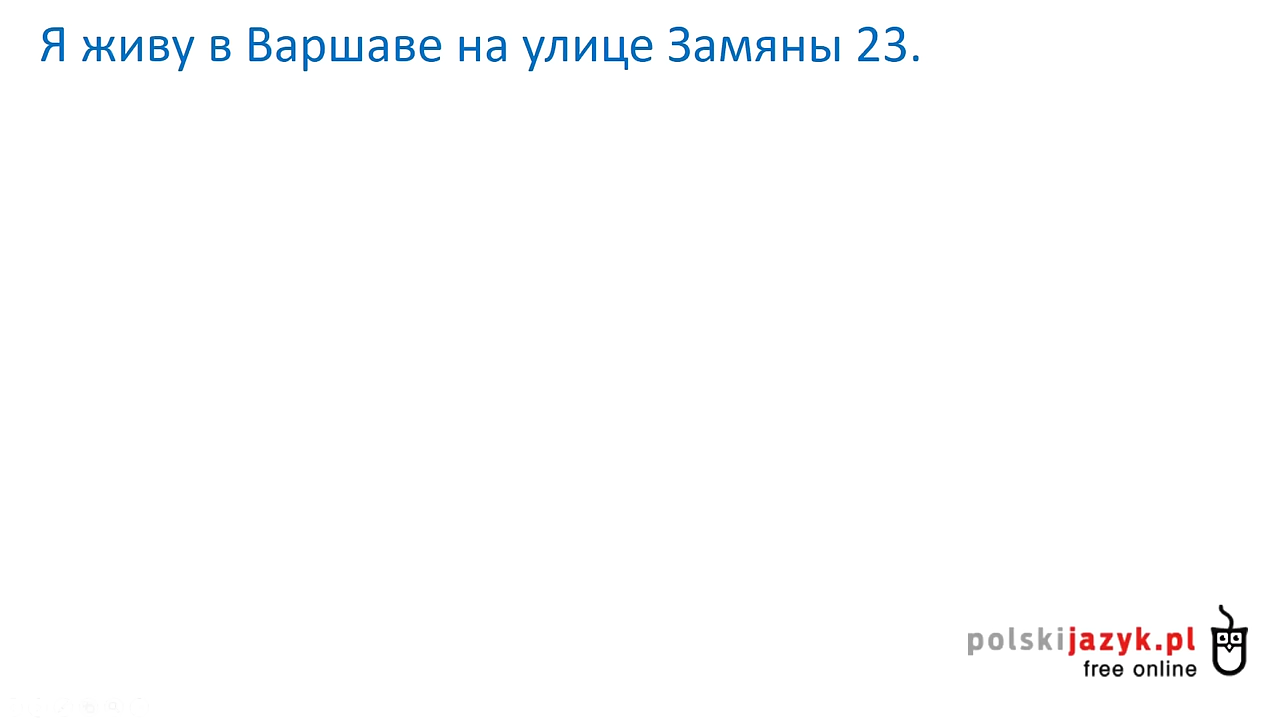 Я живу в Варшаве на улице Замяны 23.
polskijazyk.pl
free online